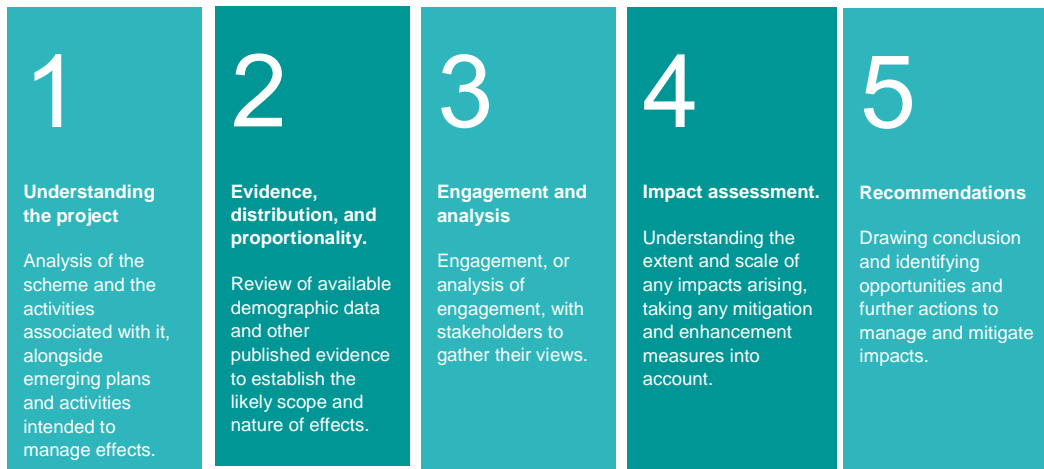 1
Understanding
the project
Analysis of the
scheme and the
activities
associated with it,
alongside
emerging plans
and activities
intended to
manage effects.
2
Evidence,
distribution, and
proportionality.
Review of available
demographic data
and other
published evidence
to establish the
likely scope and
nature of effects.
3
Engagement and
analysis
Engagement, or
analysis of
engagement, with
stakeholders to
gather their views.
4
Impact assessment.
Understanding the
extent and scale of
any impacts arising,
taking any mitigation
and enhancement
measures into
account.
5
Recommendations
Drawing conclusion
and identifying
opportunities and
further actions to
manage and mitigate
impacts.